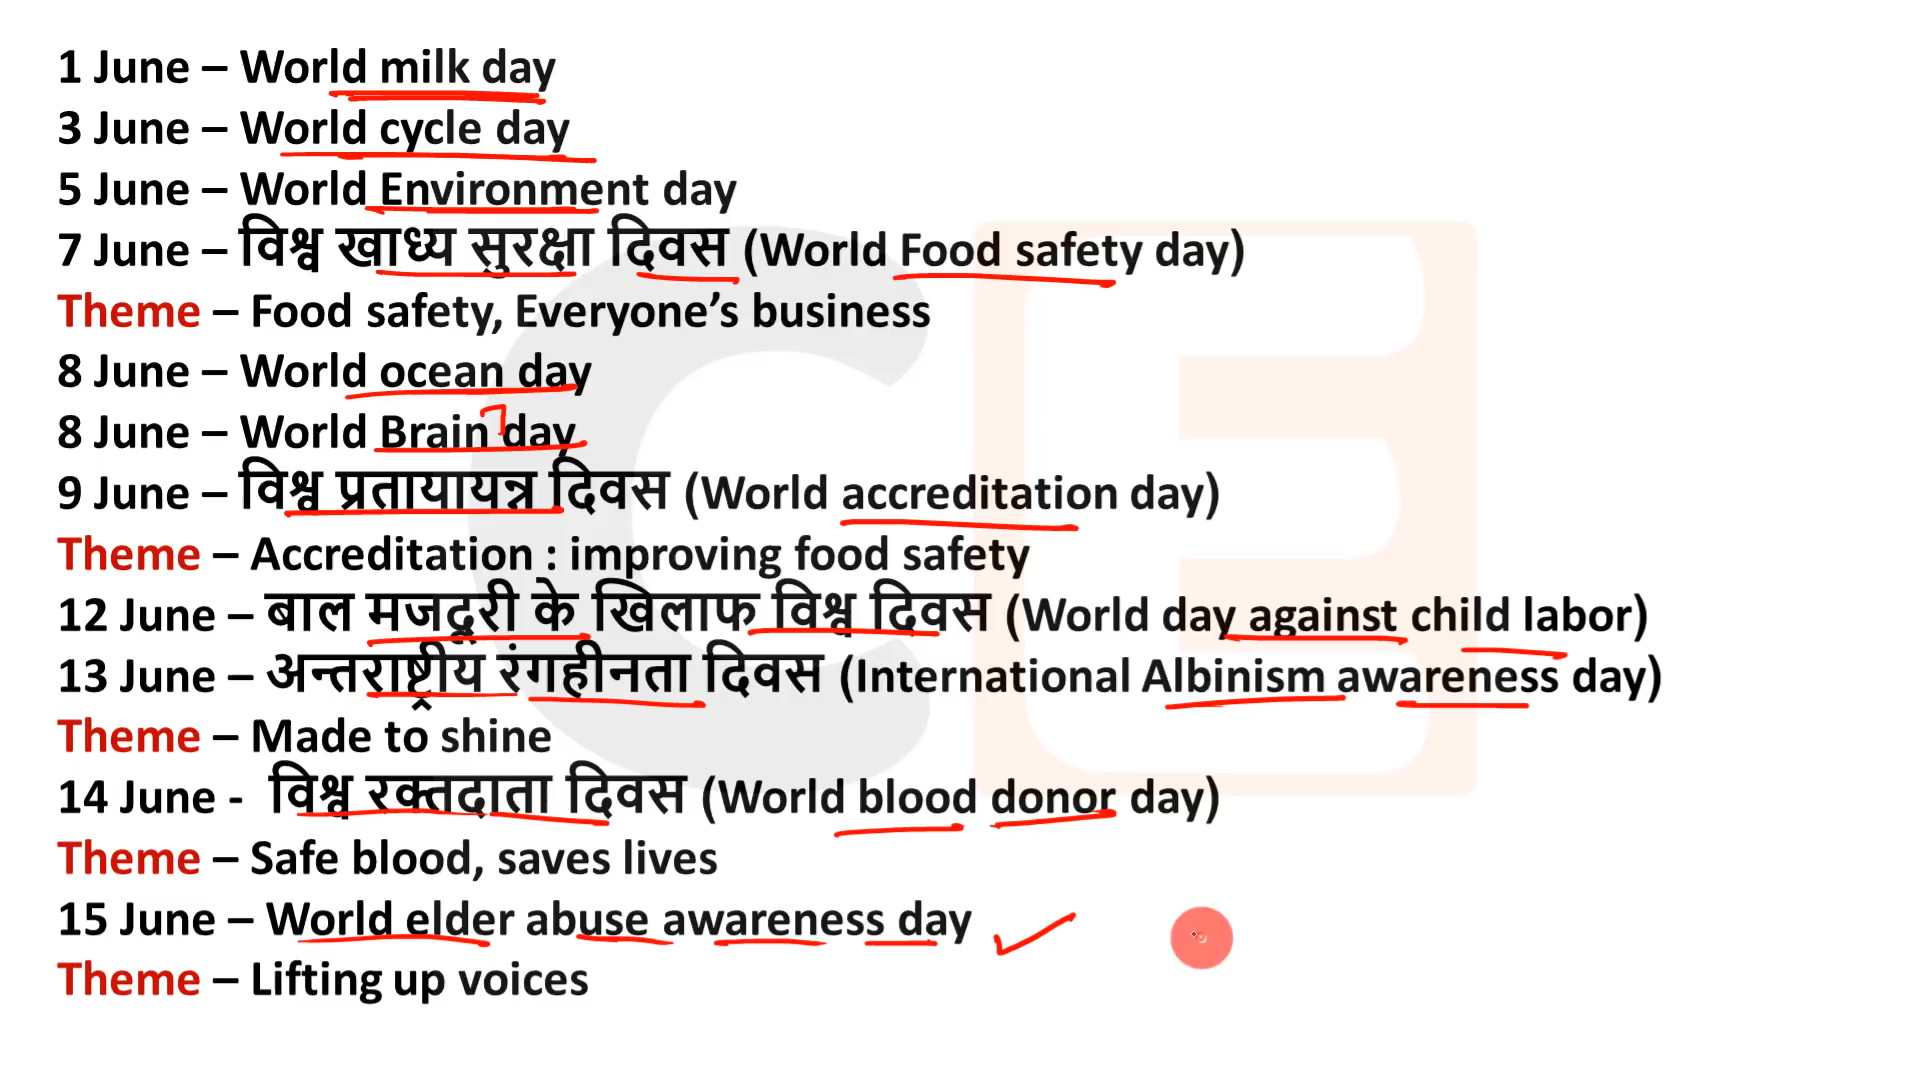 1 June – World milk day
3 June – World cycle day
5 June – World Environment day
7 June – विश्व खाध्य सुरक्षा दिवस (World Food safety day)
Theme – Food safety, Everyone’s business
8 June – World ocean day
8 June – World Brain day
9 June – विश्व प्रतायायन्न दिवस (World accreditation day)
Theme – Accreditation : improving food safety
12 June – बाल मजदूरी के खिलाफ विश्व दिवस (World day against child labor)
13 June – अन्तराष्ट्रीय रंगहीनता दिवस (International Albinism awareness day)
Theme – Made to shine
14 June - विश्व रक्तदाता दिवस (World blood donor day)
Theme – Safe blood, saves lives
15 June – World elder abuse awareness day
Theme – Lifting up voices